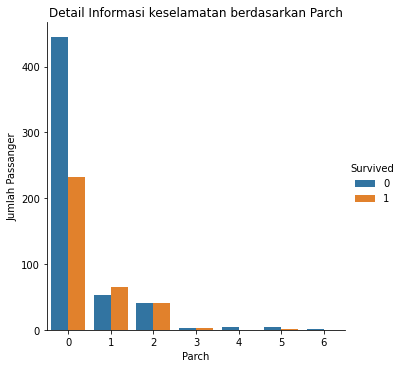 Detail Informasi keselamatan berdasarkan Parch
Jumlah Passanger
400
300
200
100
0
0 1 2 3 4 5 6
Parch
Survived
0
1